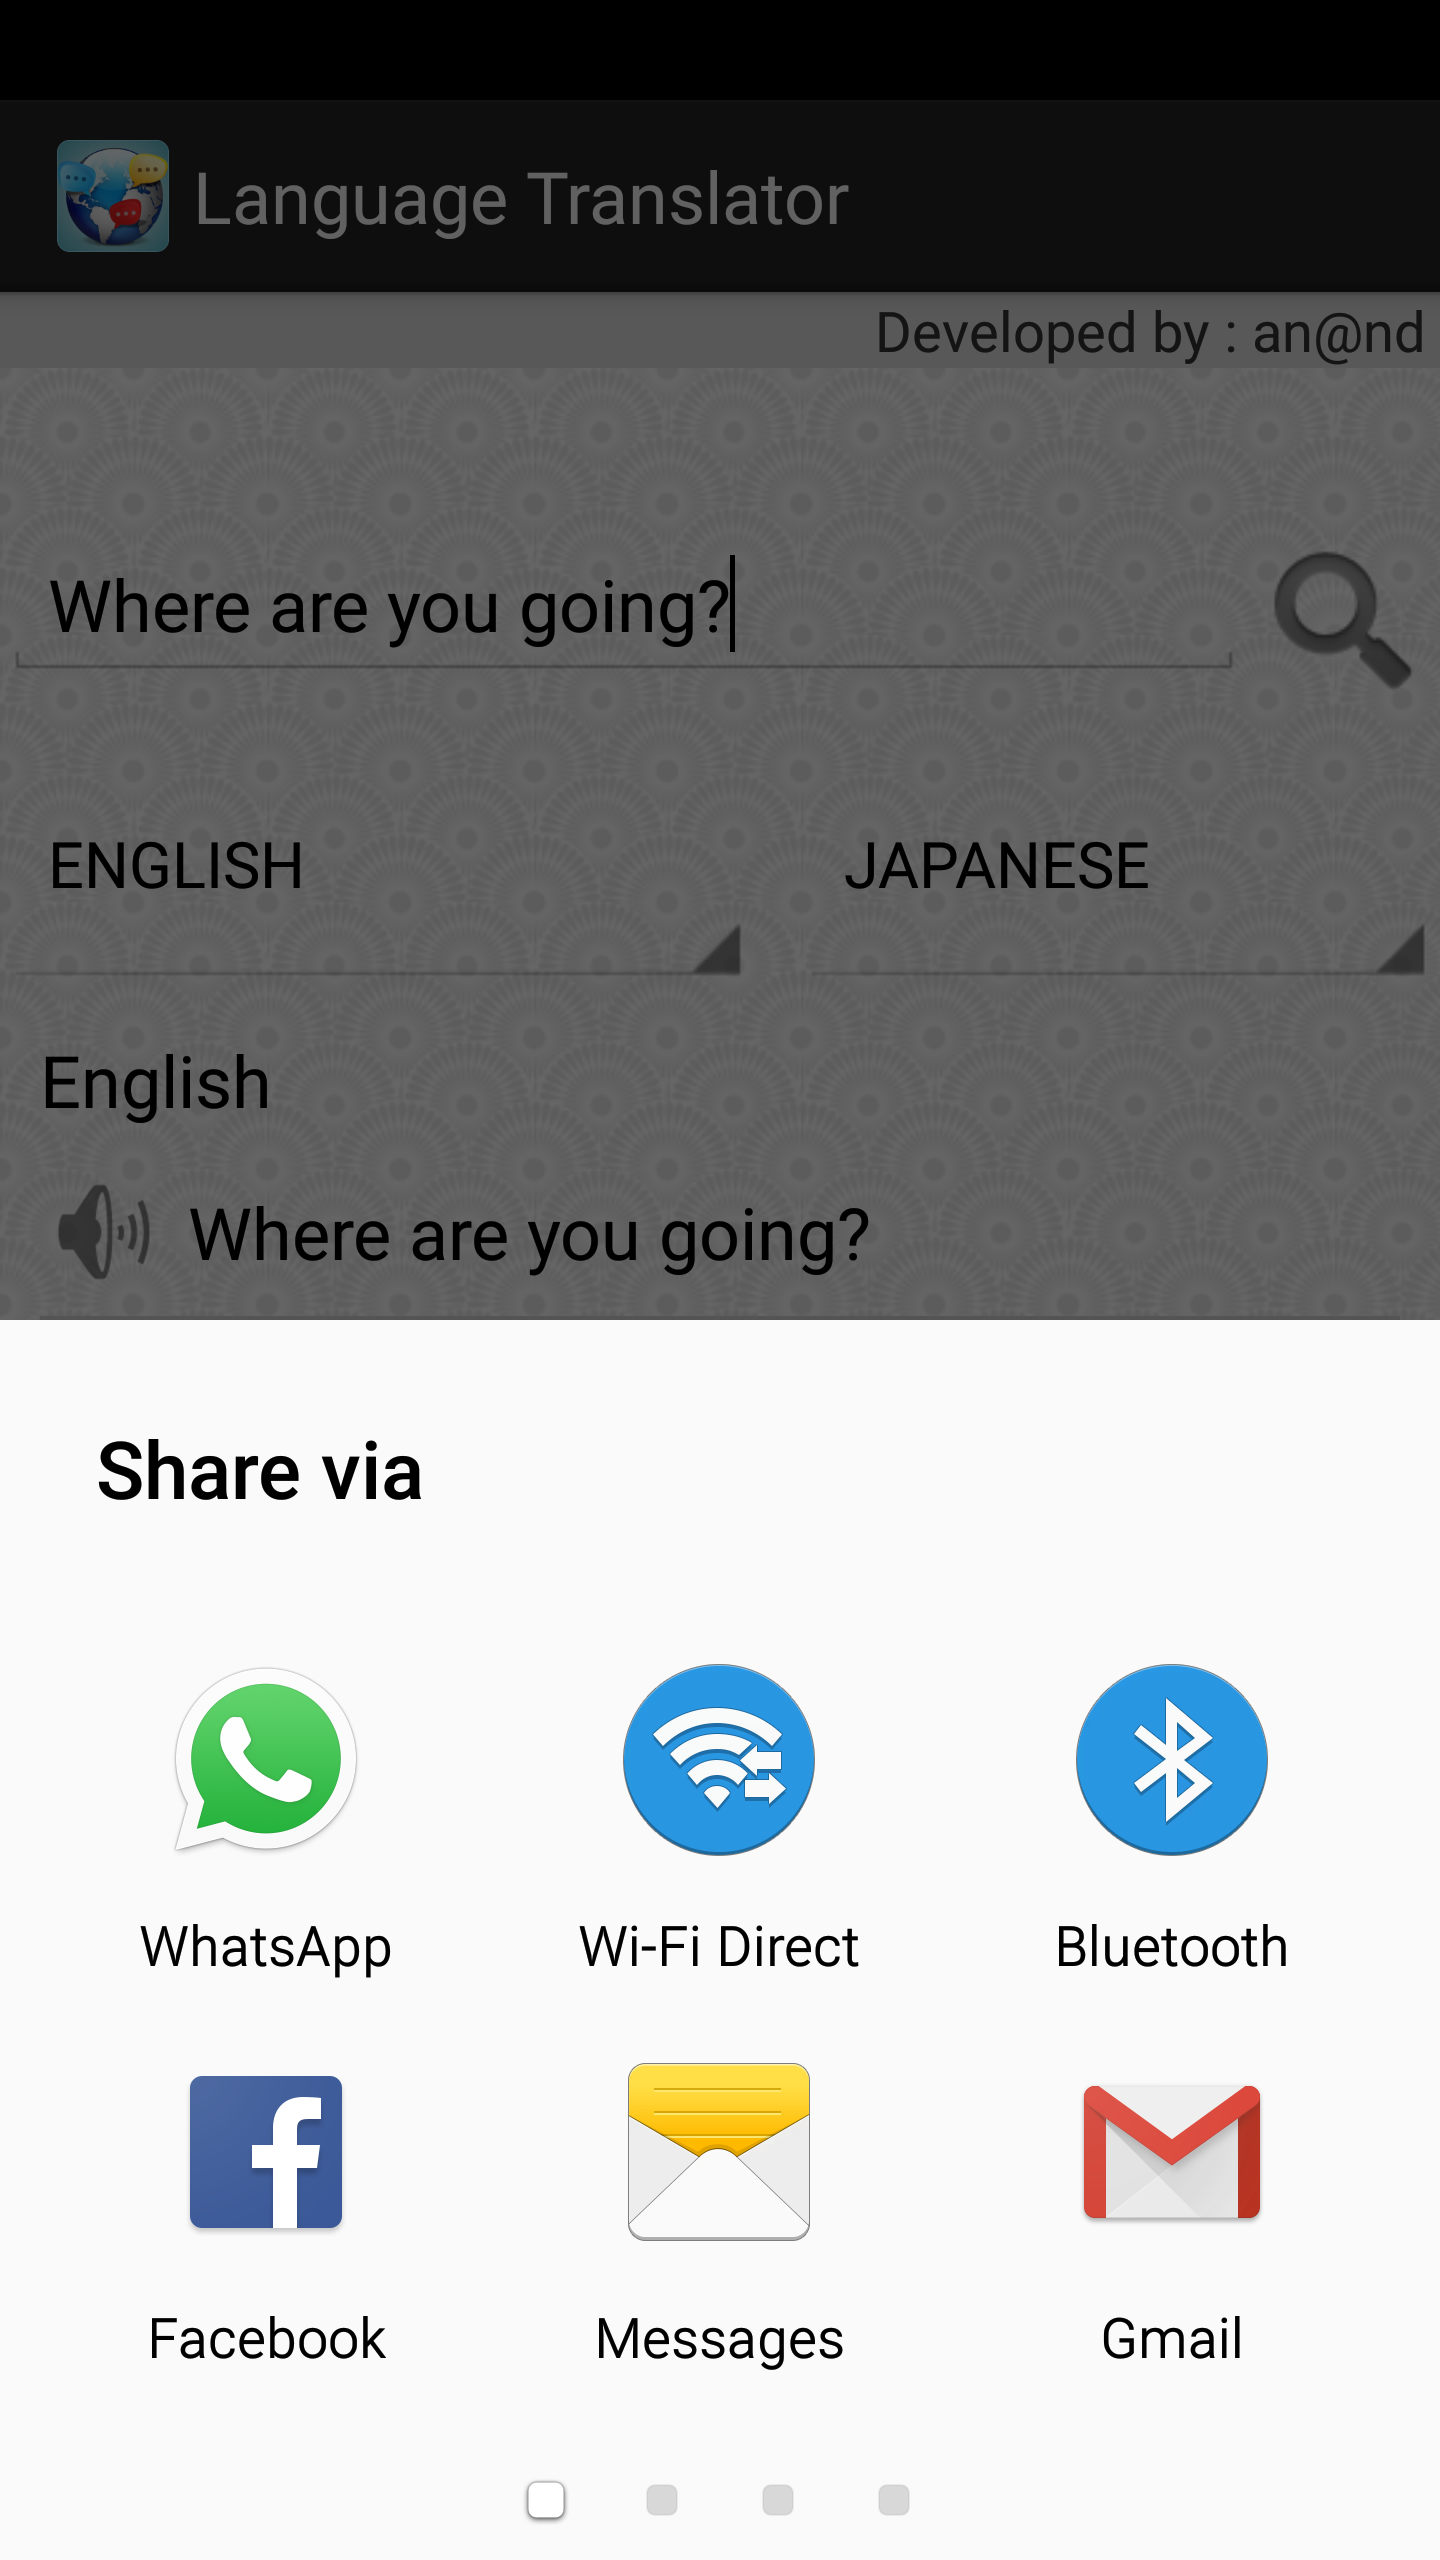 Language Translator
Developed by : an@nd
Where are you going?
ENGLISH
JAPANESE
English
Where are you going?
Share via
WhatsApp
Wi-Fi Direct
Bluetooth
Facebook
Messages
Gmail